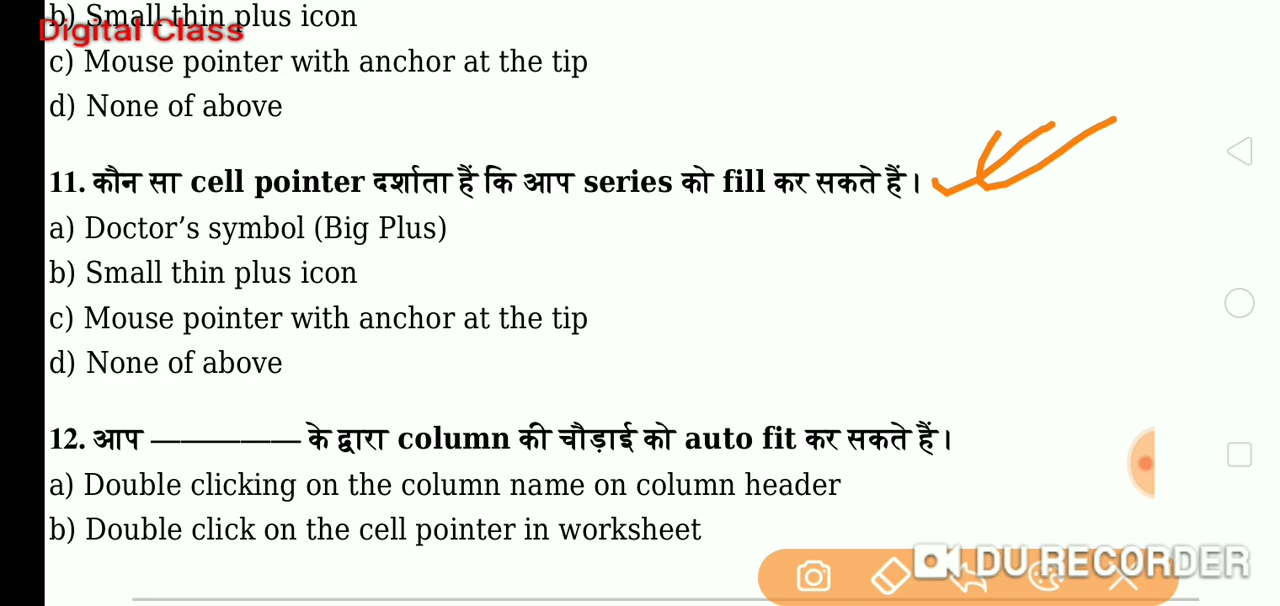 b) Small thin plus icon
Digital Class
c) Mouse pointer with anchor at the tip
d) None of above
11. कौन सा cell pointer दर्शाता हैं कि आप series को fill कर सकते हैं।
a) Doctor’s symbol (Big Plus)
b) Small thin plus icon
c) Mouse pointer with anchor at the tip
d) None of above
12. आप —————— के द्वारा column की चौड़ाई को auto fit कर सकते हैं।
a) Double clicking on the column name on column header
b) Double click on the cell pointer in worksheet
DU RECORDER